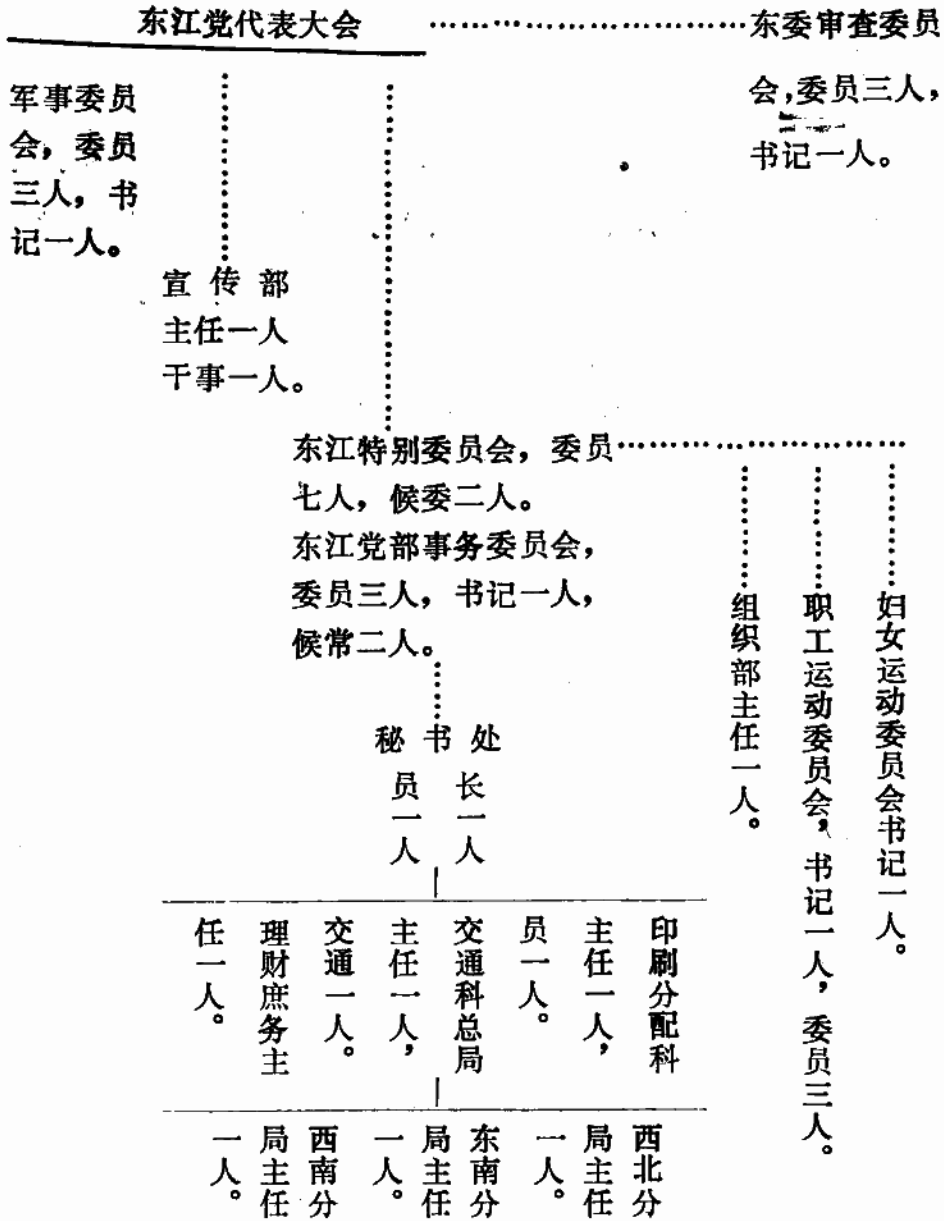 东江党代表大会
东委审查委员
会,委员三人,
书记一人。
军事委员
会，委员
三人，书
记一人。
宣传部
主任一人
干事一人。
东江特别委员会，委员
七人，候委二人。
东江党部事务委员会，
委员三人，书记一人，
候常二人。
妇女运动委员会书记一人。
职工运动委员会，书记一人，委员三人。
组织部主任一人。
秘书处
长一人
员一人
印刷分配科
主任一人，
员一人。
交通科总局
主任一人，
交通一人。
理财庶务主
任一人。
西北分
局主任
一人。
东南分
局主任
一人。
西南分
局主任
一人。